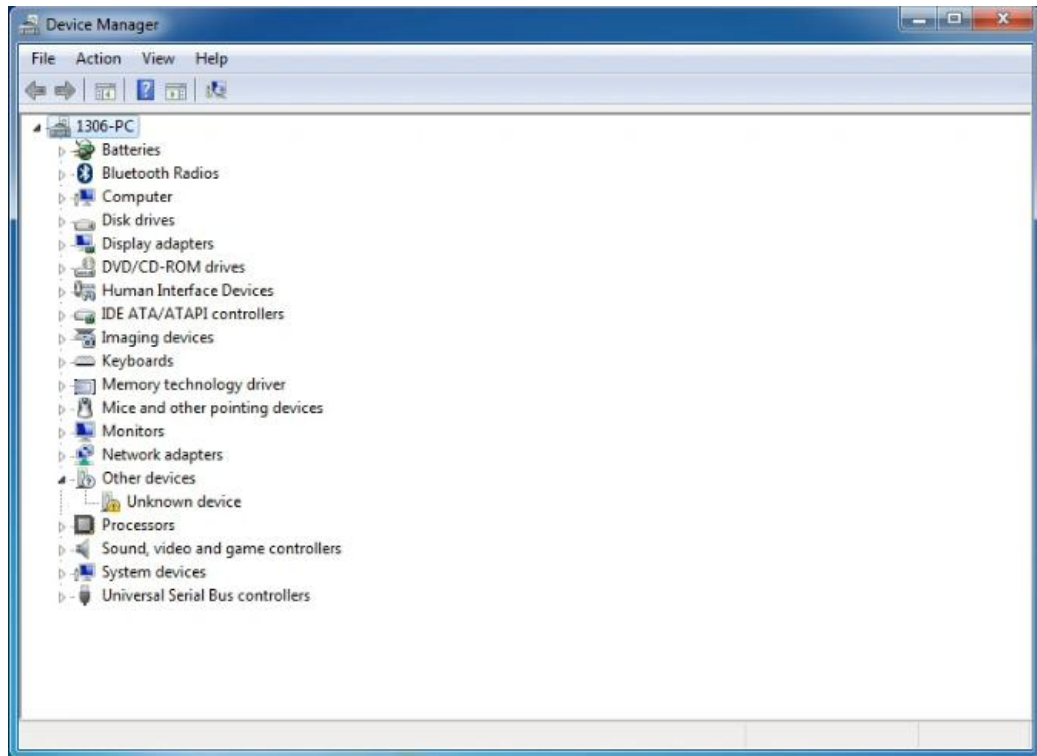 Device Manager
File Action View Help
1306-PC
Batteries
Bluetooth Radios
Computer
Disk drives
Display adapters
DVD/CD-ROM drives
Human Interface Devices
IDE ATA/ATAPI controllers
Imaging devices
Keyboards
Memory technology driver
Mice and other pointing devices
Monitors
Network adapters
Other devices
Unknown device
Processors
Sound, video and game controllers
System devices
Universal Serial Bus controllers